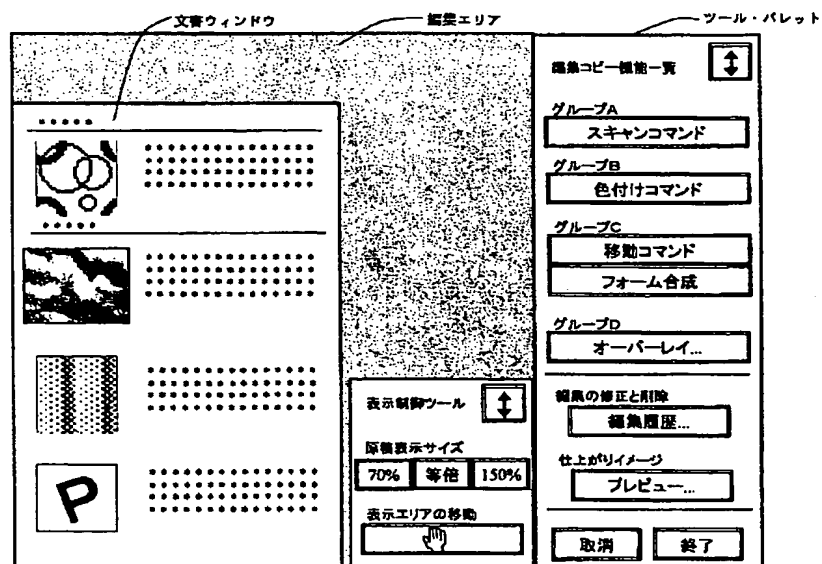 文書ウィンドウ
編集エリア
ツール・パレット
編集コピー機能一覧
グループA
スキャンコマンド
グループB
色付けコマンド
グループC
移動コマンド
フォーム合成
グループD
オーバーレイ...
編集の修正と削除
編集履歴...
仕上がりイメージ
プレビュー...
取消 終了
表示制御ツール
原稿表示サイズ
70% 等倍 150%
表示エリアの移動
P